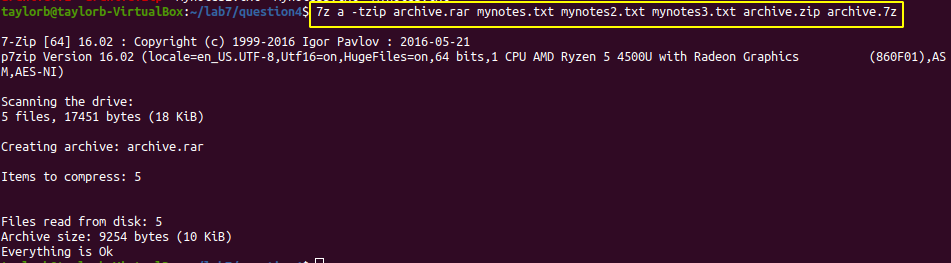 taylorb@taylorb-VirtualBox:~/lab7/question4$ 7z a -tzip archive.rar mynotes.txt mynotes2.txt mynotes3.txt archive.zip archive.7z
7-Zip [64] 16.02 : Copyright (c) 1999-2016 Igor Pavlov : 2016-05-21
p7zip Version 16.02 (locale=en_US.UTF-8,Utf16=on,HugeFiles=on,64 bits,1 CPU AMD Ryzen 5 4500U with Radeon Graphics (860F01),AS
M,AES-NI)
Scanning the drive:
5 files, 17451 bytes (18 KiB)
Creating archive: archive.rar
Items to compress: 5
Files read from disk: 5
Archive size: 9254 bytes (10 KiB)
Everything is Ok